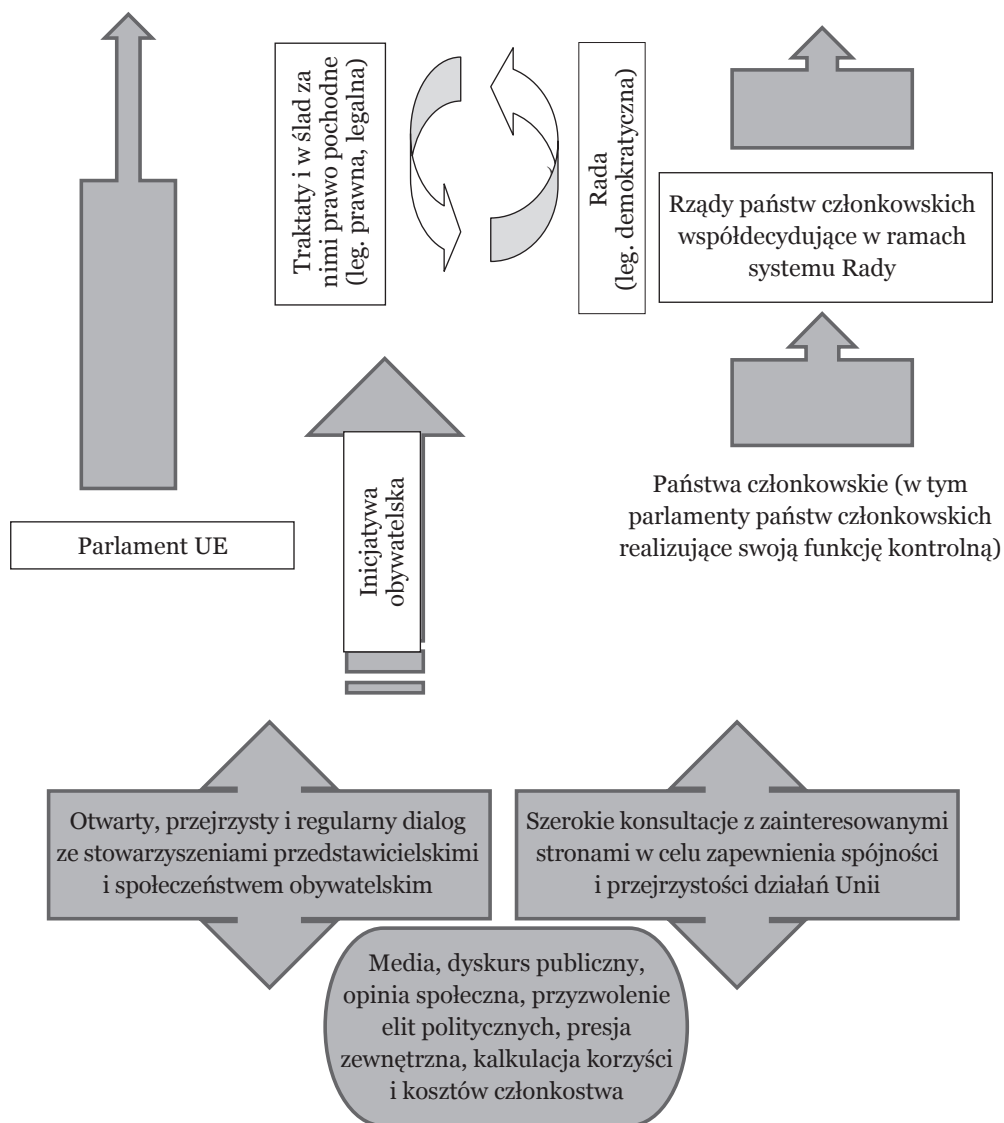 Traktaty i w ślad za
nimi prawo pochodne
(leg. prawna, legalna)
Rada
(leg. demokratyczna)
Rządy państw członkowskich
współdecydujące w ramach
systemu Rady
Parlament UE
Inicjatywa
obywatelska
Państwa członkowskie (w tym
parlamenty państw członkowskich
realizujące swoją funkcję kontrolną)
Otwarty, przejrzysty i regularny dialog
ze stowarzyszeniami przedstawicielskimi
i społeczeństwem obywatelskim
Szerokie konsultacje z zainteresowanymi
stronami w celu zapewnienia spójności
i przejrzystości działań Unii
Media, dyskurs publiczny,
opinia społeczna, przyzwolenie
elit politycznych, presja
zewnętrzna, kalkulacja korzyści
i kosztów członkostwa